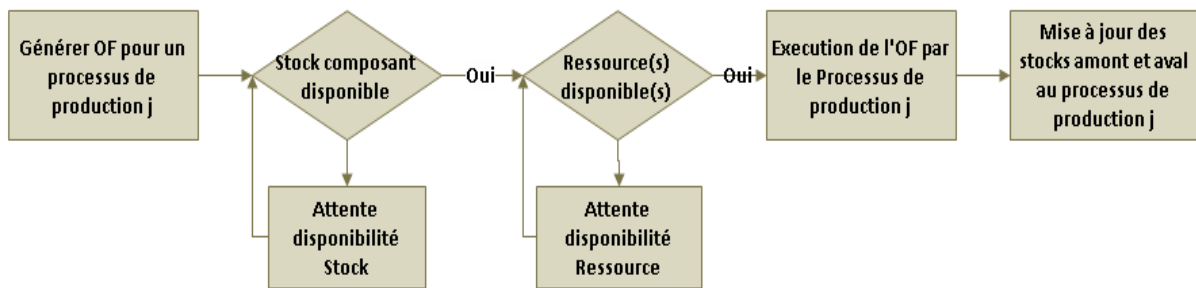 Générer OF pour un
processus de
production j
Stock composant
disponible
Oui
Ressource(s)
disponible(s)
Oui
Execution de l'OF par
le Processus de
production j
Mise à jour des
stocks amont et aval
au processus de
production j
Attente
disponibilité
Stock
Attente
disponibilité
Ressource